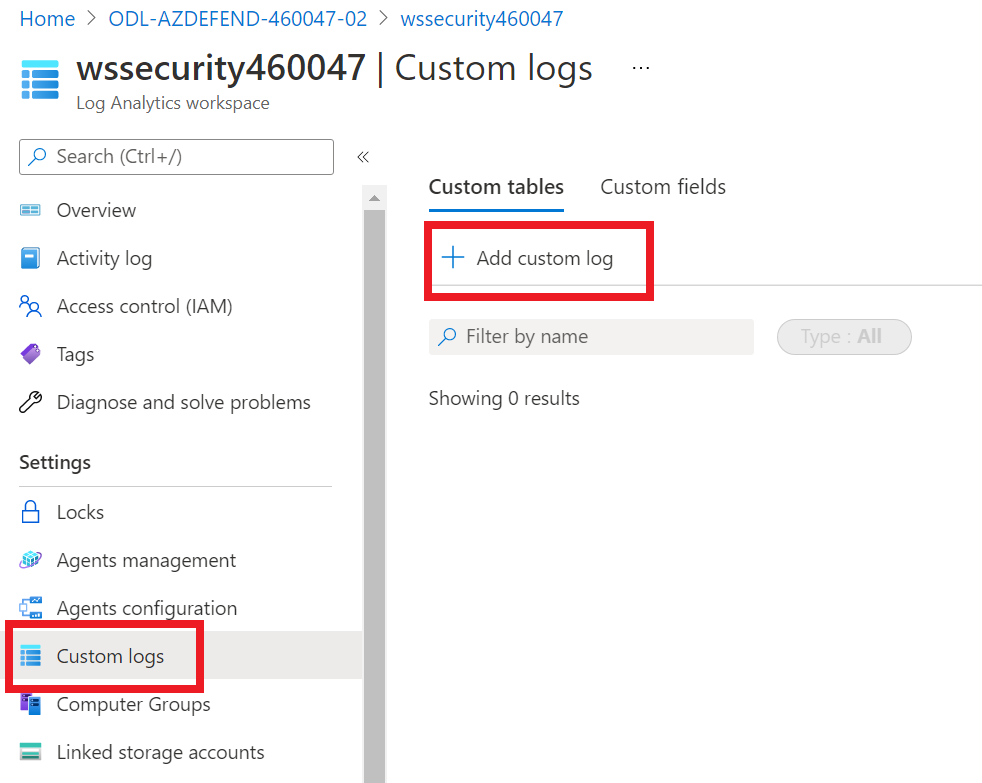 Home > ODL-AZDEFEND-460047-02 > wssecurity460047
wssecurity460047 | Custom logs ...
Log Analytics workspace
Search (Ctrl+/)
«
Overview
Activity log
Access control (IAM)
Tags
Diagnose and solve problems
Settings
Locks
Agents management
Agents configuration
Custom logs
Computer Groups
Linked storage accounts
Custom tables
Custom fields
+ Add custom log
Filter by name
Type : All
Showing 0 results